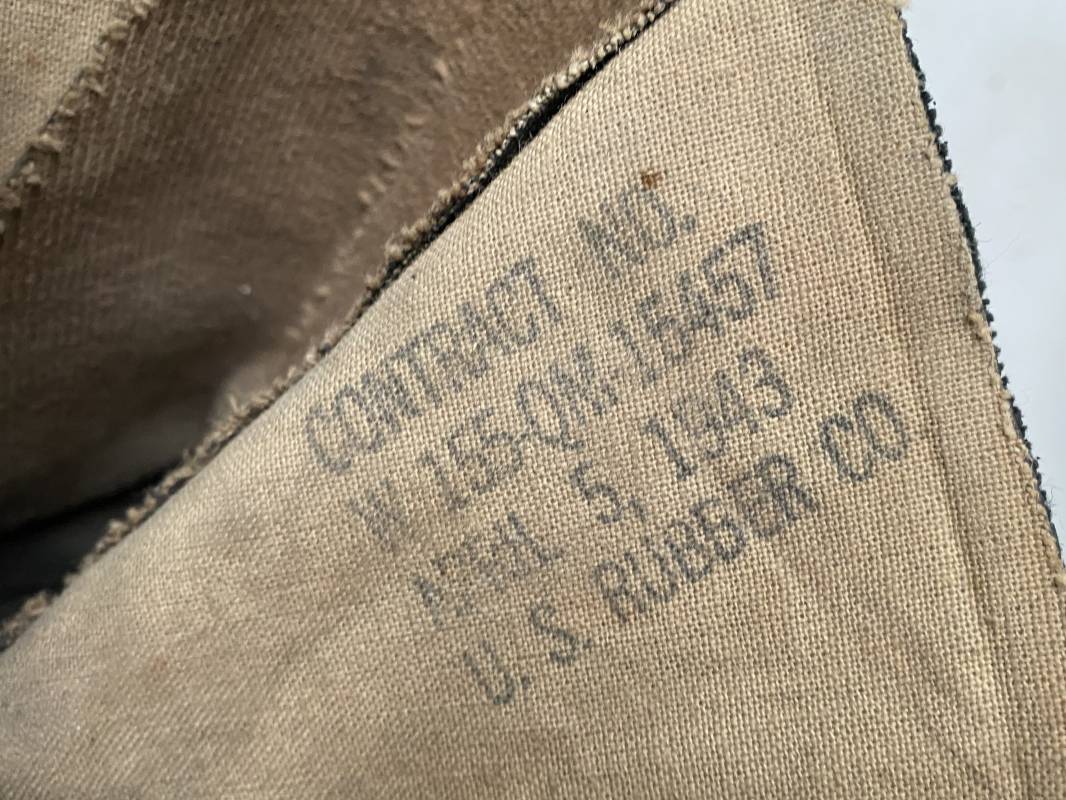 CONTRACT NO.
W 155-QM-15457
APRIL 5, 1943
U. S. RUBBER CO